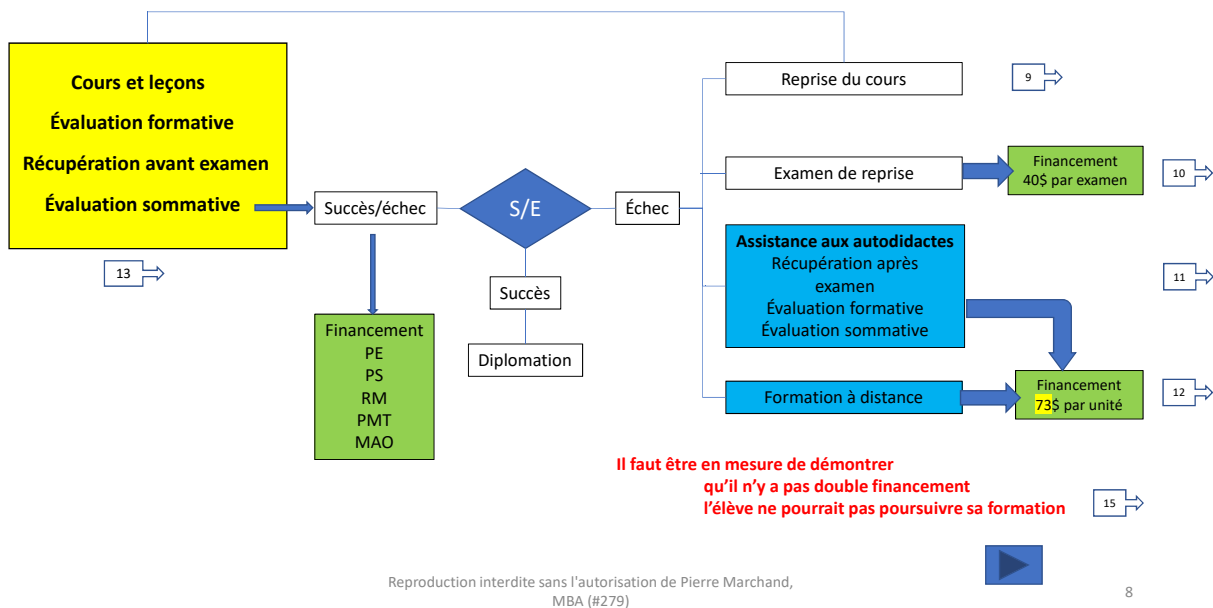 Cours et leçons
Évaluation formative
Récupération avant examen
Évaluation sommative
13
Succès/échec
Financement
PE
PS
RM
PMT
MAO
S/E
Succès
Diplomation
Échec
Reprise du cours
9
Examen de reprise
Financement
40$ par examen
10
Assistance aux autodidactes
Récupération après
examen
Évaluation formative
Évaluation sommative
11
Formation à distance
Financement
73$ par unité
12
Il faut être en mesure de démontrer
qu’il n’y a pas double financement
l’élève ne pourrait pas poursuivre sa formation
15
Reproduction interdite sans l'autorisation de Pierre Marchand,
MBA (#279)
8